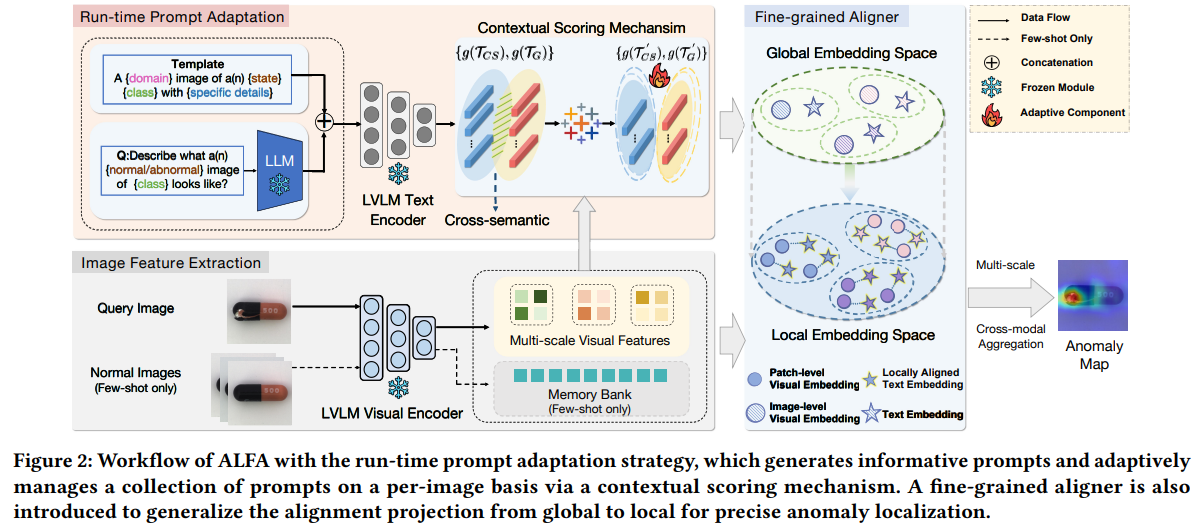 Run-time Prompt Adaptation
Template
A {domain} image of a(n) {state}
{class} with {specific details}
Q:Describe what a(n)
{normal/abnormal} image
of {class} looks like?
LLM
LVLM Text
Encoder
Contextual Scoring Mechansim
{g(𝒯_CS), g(𝒯_G)}
{g(𝒯'_CS), g(𝒯'_G)}
Cross-semantic
Image Feature Extraction
Query Image
Normal Images
(Few-shot only)
LVLM Visual Encoder
Multi-scale Visual Features
Memory Bank
(Few-shot only)
Fine-grained Aligner
Global Embedding Space
Local Embedding Space
Patch-level
Visual Embedding
Locally Aligned
Text Embedding
Image-level
Visual Embedding
Text Embedding
Data Flow
Few-shot Only
Concatenation
Frozen Module
Adaptive Component
Multi-scale
Cross-modal
Aggregation
Anomaly
Map
Figure 2: Workflow of ALFA with the run-time prompt adaptation strategy, which generates informative prompts and adaptively
manages a collection of prompts on a per-image basis via a contextual scoring mechanism. A fine-grained aligner is also
introduced to generalize the alignment projection from global to local for precise anomaly localization.